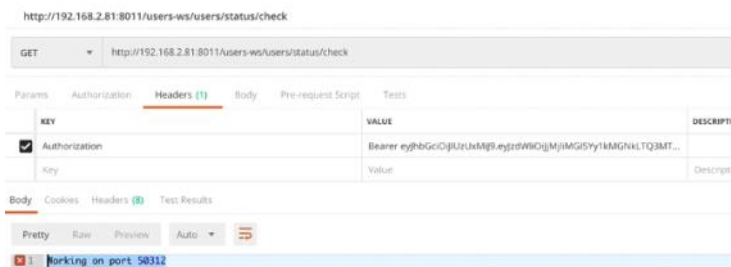 http://192.168.2.81:8011/users-ws/users/status/check
GET http://192.168.2.81:8011/users-ws/users/status/check
Params Authorization Headers (1) Body Pre-request Script Tests
KEY VALUE DESCRIPTI
Authorization Bearer
Key Value Descript
Body Cookies Headers (8) Test Results
Pretty Raw Preview Auto
1 Working on port 50312